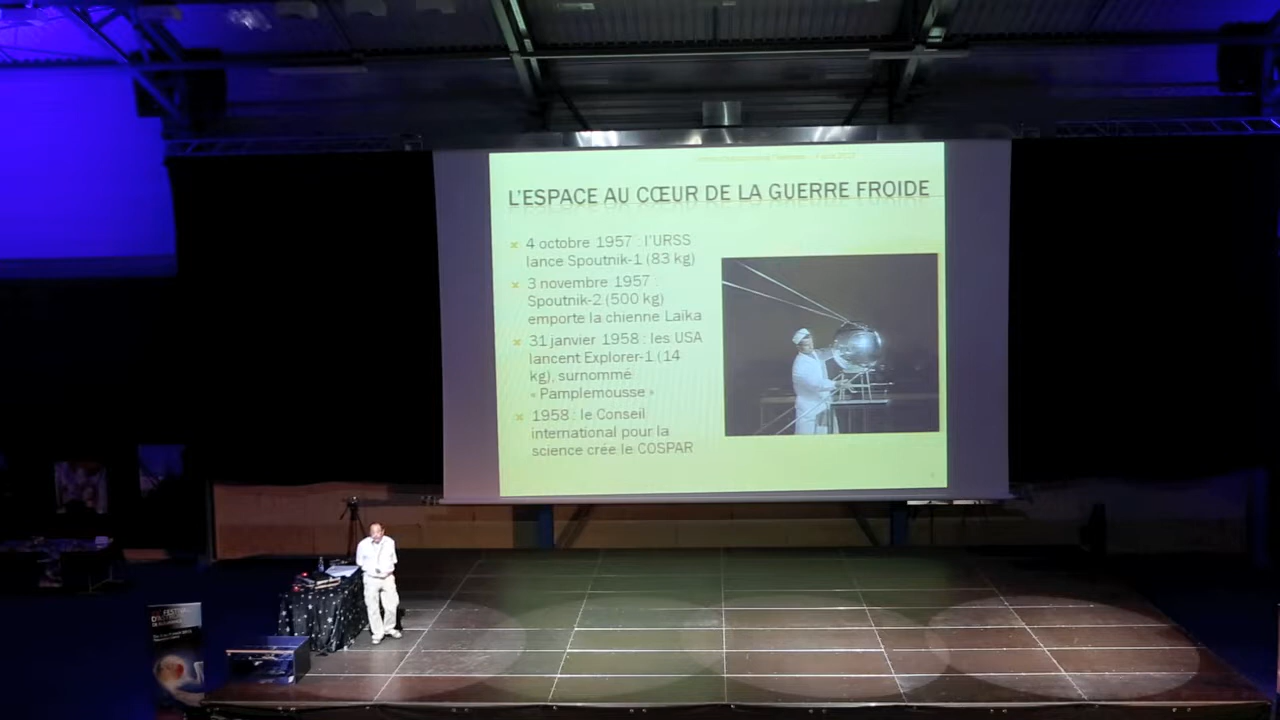 L'ESPACE AU CŒUR DE LA GUERRE FROIDE
4 octobre 1957 : l'URSS
lance Spoutnik-1 (83 kg)
3 novembre 1957 :
Spoutnik-2 (500 kg)
emporte la chienne Laïka
31 janvier 1958 : les USA
lancent Explorer-1 (14
kg), surnommé
« Pamplemousse »
1958 : le Conseil
international pour la
science crée le COSPAR
FESTIVAL